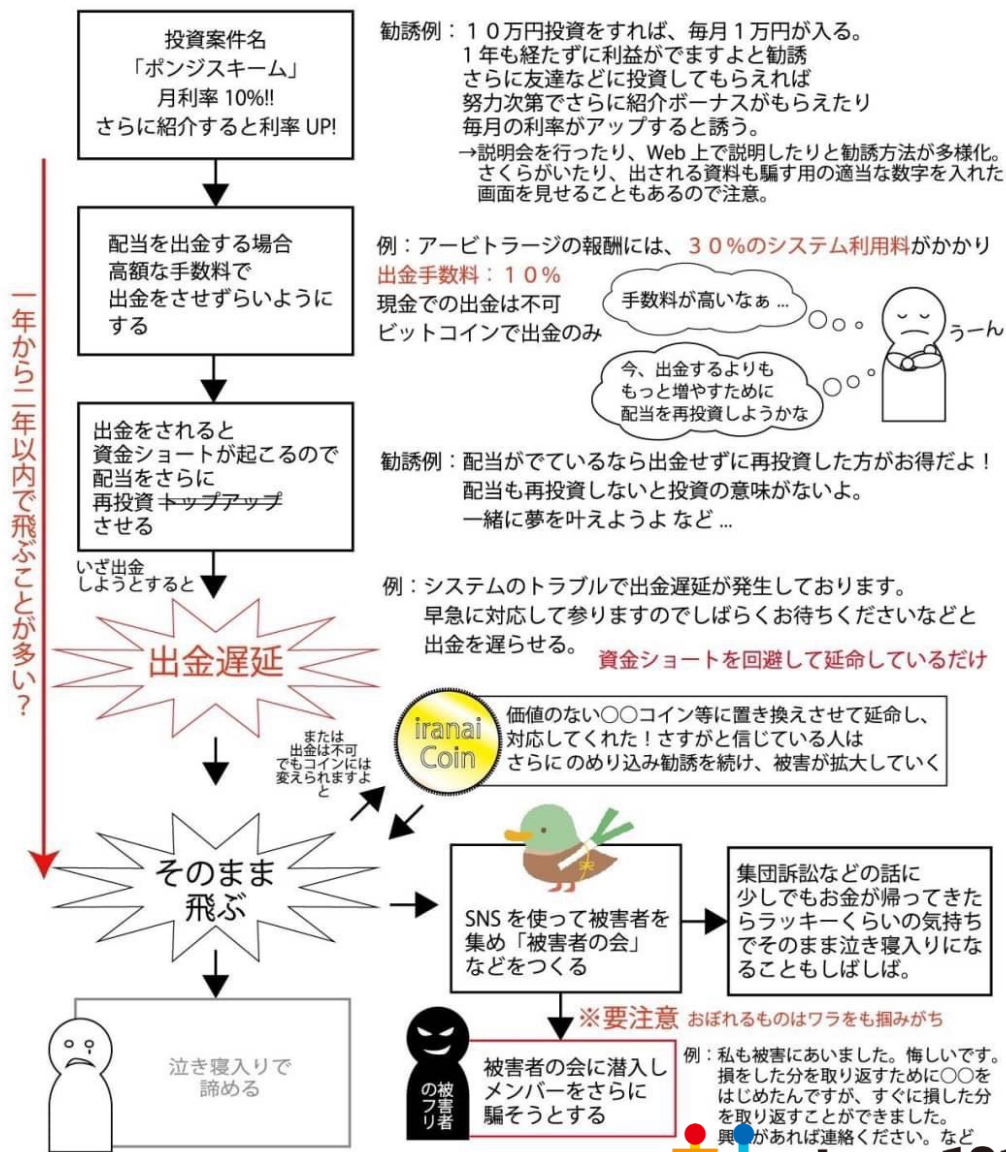 投資案件名
「ポンジスキーム」
月利率 10%!!
さらに紹介すると利率 UP!
勧誘例：１０万円投資をすれば、毎月１万円が入る。
１年も経たずに利益がでますよと勧誘
さらに友達などに投資してもらえれば
努力次第でさらに紹介ボーナスがもらえたり
毎月の利率がアップすると誘う。
→説明会を行ったり、Web 上で説明したりと勧誘方法が多様化。
さくらがいたり、出される資料も騙す用の適当な数字を入れた
画面を見せることもあるので注意。
一年から二年以内で飛ぶことが多い？
配当を出金する場合
高額な手数料で
出金をさせずらいように
する
例：アービトラージの報酬には、３０%のシステム利用料がかかり
出金手数料：１０%
現金での出金は不可
ビットコインで出金のみ
手数料が高いなぁ ...
うーん
今、出金するよりも
もっと増やすために
配当を再投資しようかな
出金をされると
資金ショートが起こるので
配当をさらに
再投資 トップアップ
させる
勧誘例：配当がでているなら出金せずに再投資した方がお得だよ！
配当も再投資しないと投資の意味がないよ。
一緒に夢を叶えようよ など ...
いざ出金
しようとすると
出金遅延
例：システムのトラブルで出金遅延が発生しております。
早急に対応して参りますのでしばらくお待ちくださいなどと
出金を遅らせる。
資金ショートを回避して延命しているだけ
または
出金は不可
でもコインには
変えられますよ
と
iranai
Coin
価値のない〇〇コイン等に置き換えさせて延命し、
対応してくれた！さすがと信じている人は
さらに のめり込み勧誘を続け、被害が拡大していく
そのまま
飛ぶ
SNS を使って被害者を
集め「被害者の会」
などをつくる
集団訴訟などの話に
少しでもお金が帰ってきた
らラッキーくらいの気持ち
でそのまま泣き寝入りにな
ることもしばしば。
泣き寝入りで
諦める
※要注意 おぼれるものはワラをも掴みがち
被害者
のフリ
被害者の会に潜入し
メンバーをさらに
騙そうとする
例：私も被害にあいました。悔しいです。
損をした分を取り返すために〇〇を
はじめたんですが、すぐに損した分
を取り返すことができました。
興があれば連絡ください。など